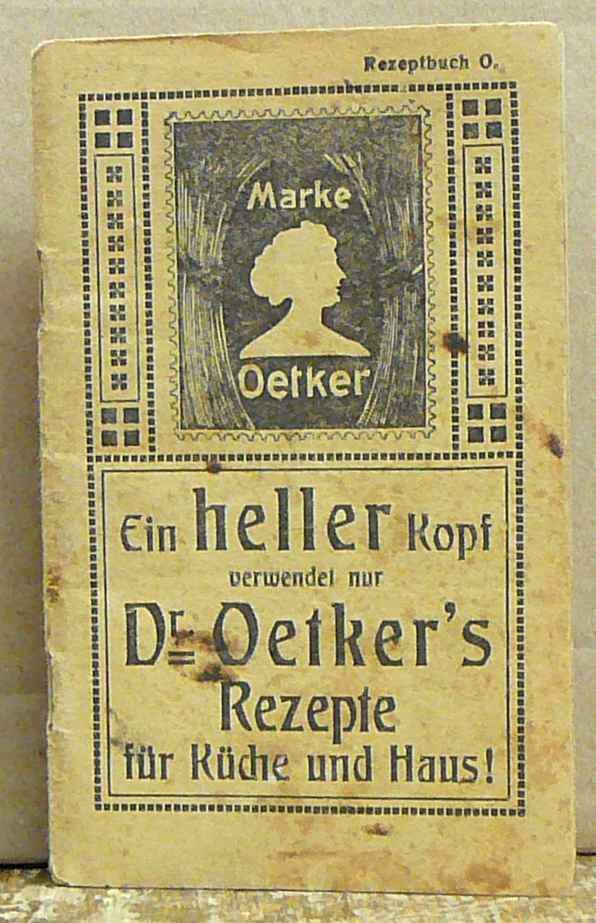 Rezeptbuch O.
Marke
Oetker
Ein heller Kopf
verwendet nur
Dr. Oetker's
Rezepte
für Küche und Haus!